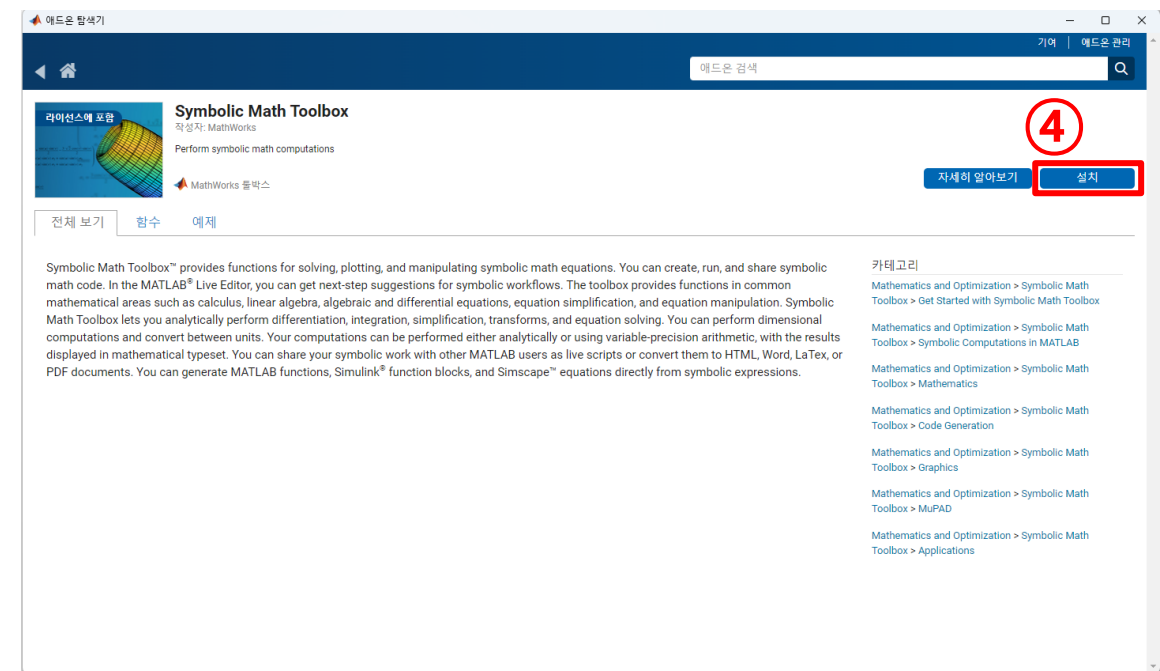 애드온 탐색기
기여 | 애드온 관리
애드온 검색
라이선스에 포함
Symbolic Math Toolbox
작성자: MathWorks
Perform symbolic math computations
MathWorks 툴박스
④
자세히 알아보기
설치
전체 보기
함수
예제
Symbolic Math Toolbox™ provides functions for solving, plotting, and manipulating symbolic math equations. You can create, run, and share symbolic
math code. In the MATLAB® Live Editor, you can get next-step suggestions for symbolic workflows. The toolbox provides functions in common
mathematical areas such as calculus, linear algebra, algebraic and differential equations, equation simplification, and equation manipulation. Symbolic
Math Toolbox lets you analytically perform differentiation, integration, simplification, transforms, and equation solving. You can perform dimensional
computations and convert between units. Your computations can be performed either analytically or using variable-precision arithmetic, with the results
displayed in mathematical typeset. You can share your symbolic work with other MATLAB users as live scripts or convert them to HTML, Word, LaTex, or
PDF documents. You can generate MATLAB functions, Simulink® function blocks, and Simscape™ equations directly from symbolic expressions.
카테고리
Mathematics and Optimization > Symbolic Math
Toolbox > Get Started with Symbolic Math Toolbox
Mathematics and Optimization > Symbolic Math
Toolbox > Symbolic Computations in MATLAB
Mathematics and Optimization > Symbolic Math
Toolbox > Mathematics
Mathematics and Optimization > Symbolic Math
Toolbox > Code Generation
Mathematics and Optimization > Symbolic Math
Toolbox > Graphics
Mathematics and Optimization > Symbolic Math
Toolbox > MuPAD
Mathematics and Optimization > Symbolic Math
Toolbox > Applications